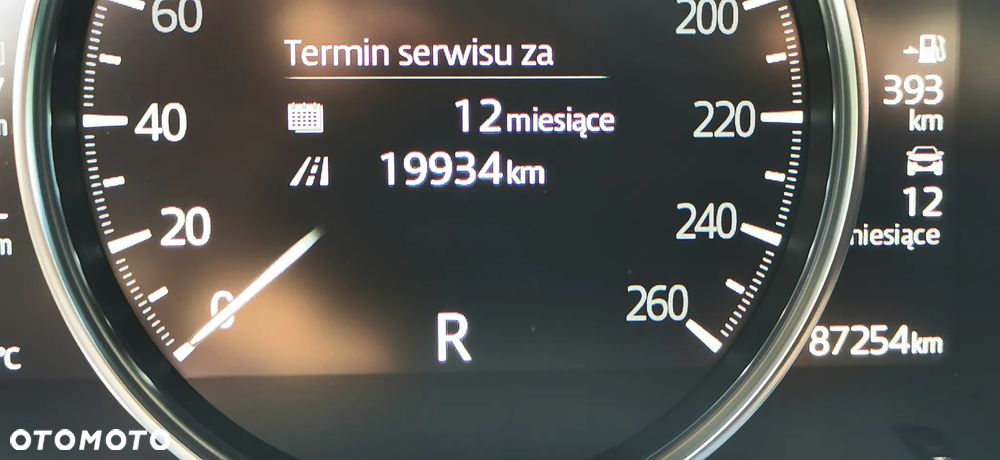 60
200
Termin serwisu za
393
km
40
12 miesiące
220
19934 km
12
miesiące
20
240
0
260
R
87254 km
°C
OTOMOTO